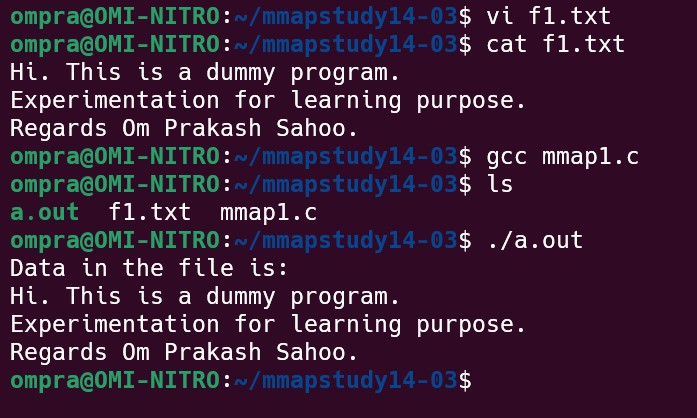 ompra@OMI-NITRO:~/mmapstudy14-03$ vi f1.txt
ompra@OMI-NITRO:~/mmapstudy14-03$ cat f1.txt
Hi. This is a dummy program.
Experimentation for learning purpose.
Regards Om Prakash Sahoo.
ompra@OMI-NITRO:~/mmapstudy14-03$ gcc mmap1.c
ompra@OMI-NITRO:~/mmapstudy14-03$ ls
a.out  f1.txt  mmap1.c
ompra@OMI-NITRO:~/mmapstudy14-03$ ./a.out
Data in the file is:
Hi. This is a dummy program.
Experimentation for learning purpose.
Regards Om Prakash Sahoo.
ompra@OMI-NITRO:~/mmapstudy14-03$